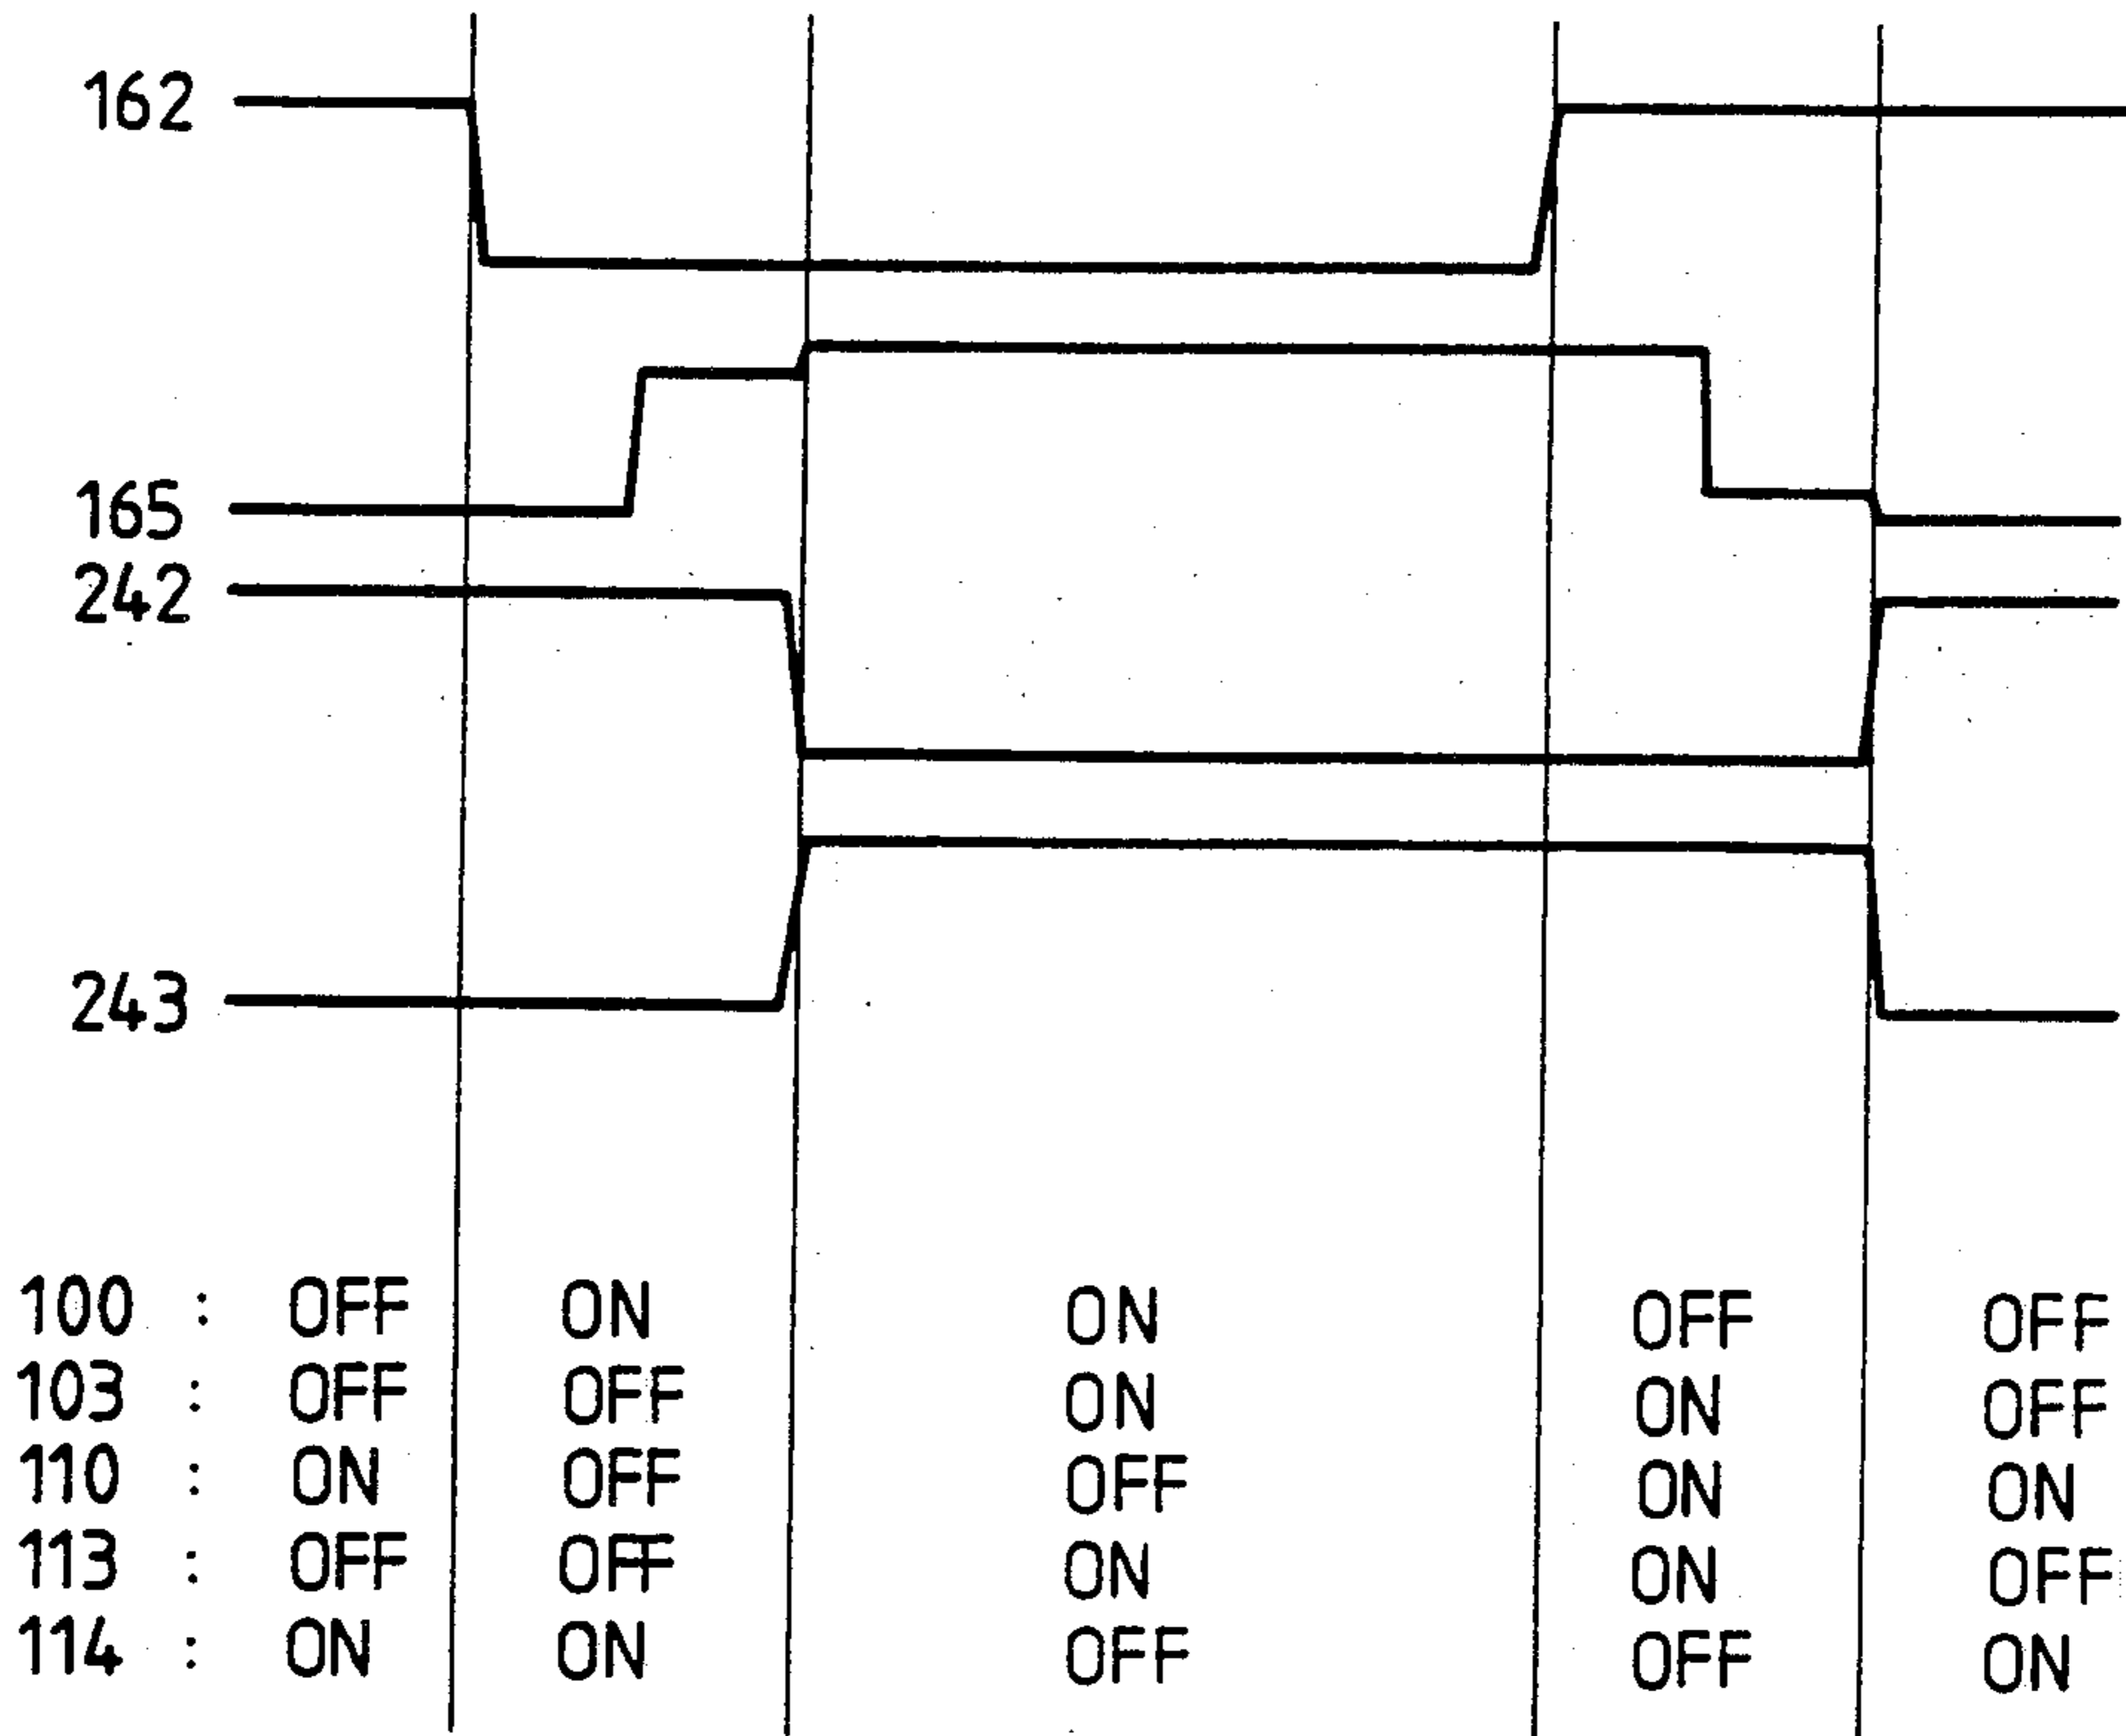 162
165
242
243
100 : OFF ON ON OFF OFF
103 : OFF OFF ON ON OFF
110 : ON OFF OFF ON ON
113 : OFF OFF ON ON OFF
114 : ON ON OFF OFF ON